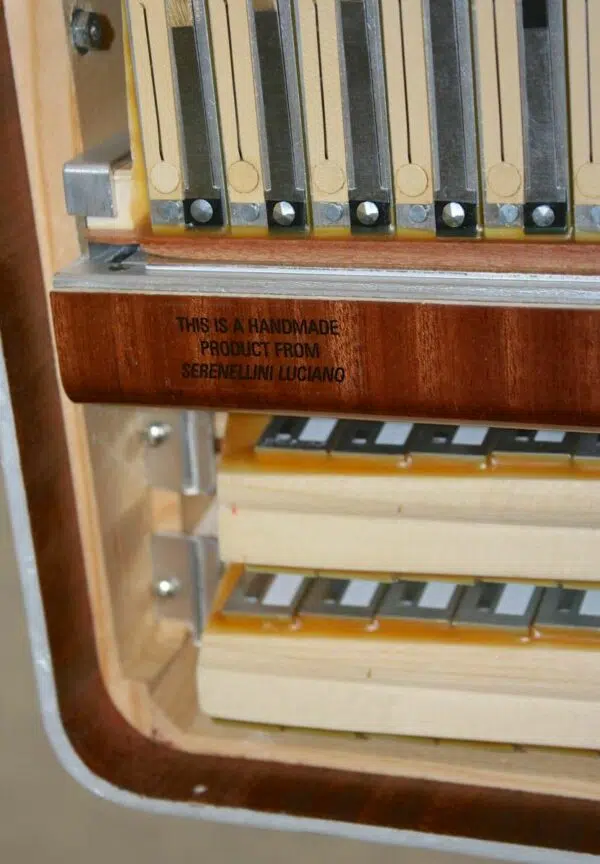 THIS IS A HANDMADE
PRODUCT FROM
SERENELLINI LUCIANO